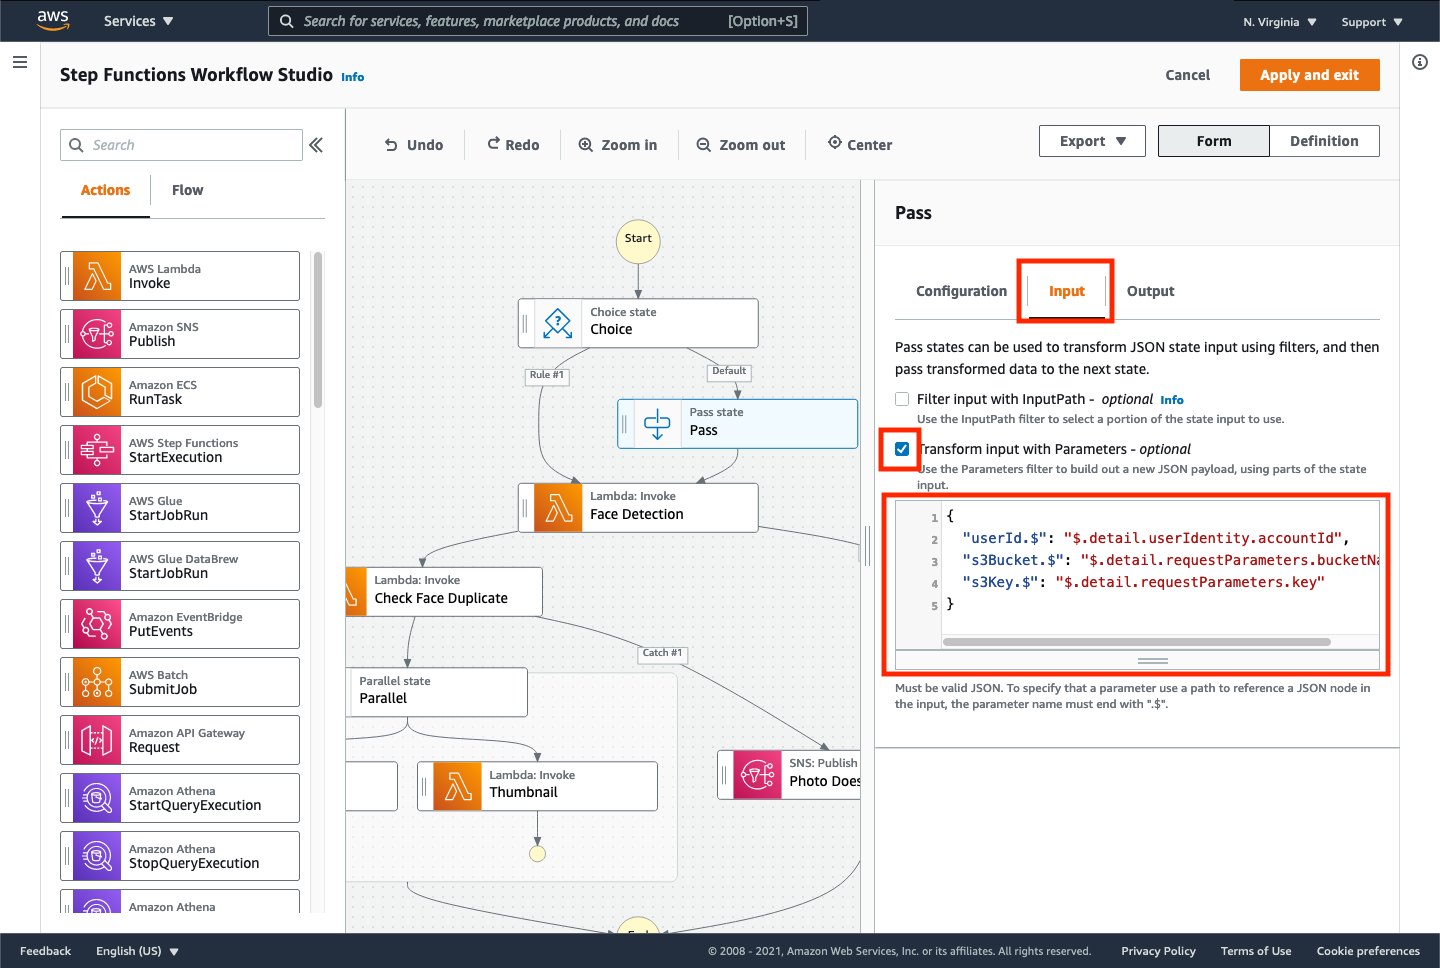 aws
Services ▼
Search for services, features, marketplace products, and docs
[Option+S]
N. Virginia ▼
Support ▼
Step Functions Workflow Studio Info
Cancel
Apply and exit
Search
Actions
Flow
AWS Lambda
Invoke
Amazon SNS
Publish
Amazon ECS
RunTask
AWS Step Functions
StartExecution
AWS Glue
StartJobRun
AWS Glue DataBrew
StartJobRun
Amazon EventBridge
PutEvents
AWS Batch
SubmitJob
Amazon API Gateway
Request
Amazon Athena
StartQueryExecution
Amazon Athena
StopQueryExecution
Amazon Athena
Undo
Redo
Zoom in
Zoom out
Center
Export ▼
Form
Definition
Start
Choice state
Choice
Rule #1
Default
Pass state
Pass
Lambda: Invoke
Face Detection
Lambda: Invoke
Check Face Duplicate
Catch #1
Parallel state
Parallel
Lambda: Invoke
Thumbnail
SNS: Publish
Photo Does
Pass
Configuration
Input
Output
Pass states can be used to transform JSON state input using filters, and then
pass transformed data to the next state.
Filter input with InputPath - optional Info
Use the InputPath filter to select a portion of the state input to use.
Transform input with Parameters - optional
Use the Parameters filter to build out a new JSON payload, using parts of the state
input.
1 {
2 "userId.$": "$.detail.userIdentity.accountId",
3 "s3Bucket.$": "$.detail.requestParameters.bucketNa
4 "s3Key.$": "$.detail.requestParameters.key"
5 }
Must be valid JSON. To specify that a parameter use a path to reference a JSON node in
the input, the parameter name must end with ".$".
Feedback
English (US) ▼
© 2008 - 2021, Amazon Web Services, Inc. or its affiliates. All rights reserved.
Privacy Policy
Terms of Use
Cookie preferences